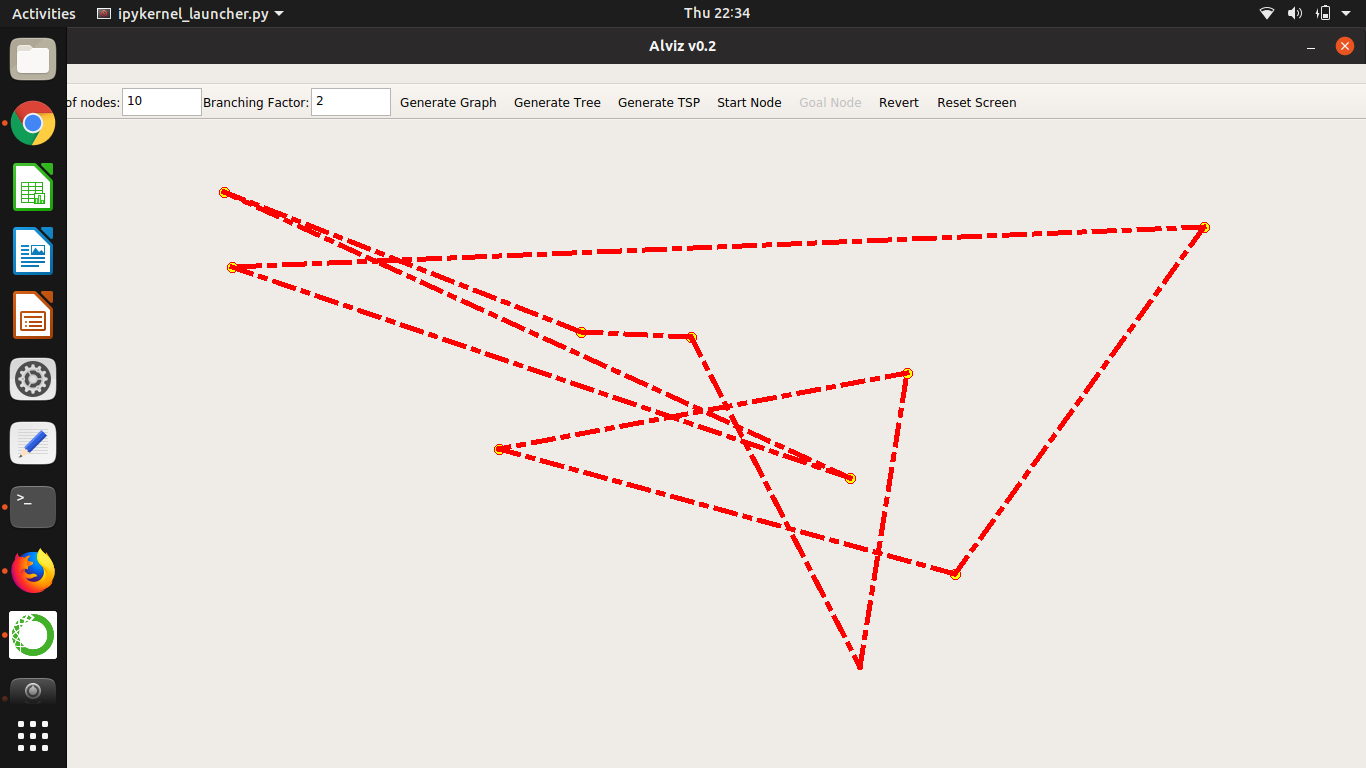 Activities ipykernel_launcher.py Thu 22:34
Alviz v0.2
of nodes: 10 Branching Factor: 2 Generate Graph Generate Tree Generate TSP Start Node Goal Node Revert Reset Screen
>_